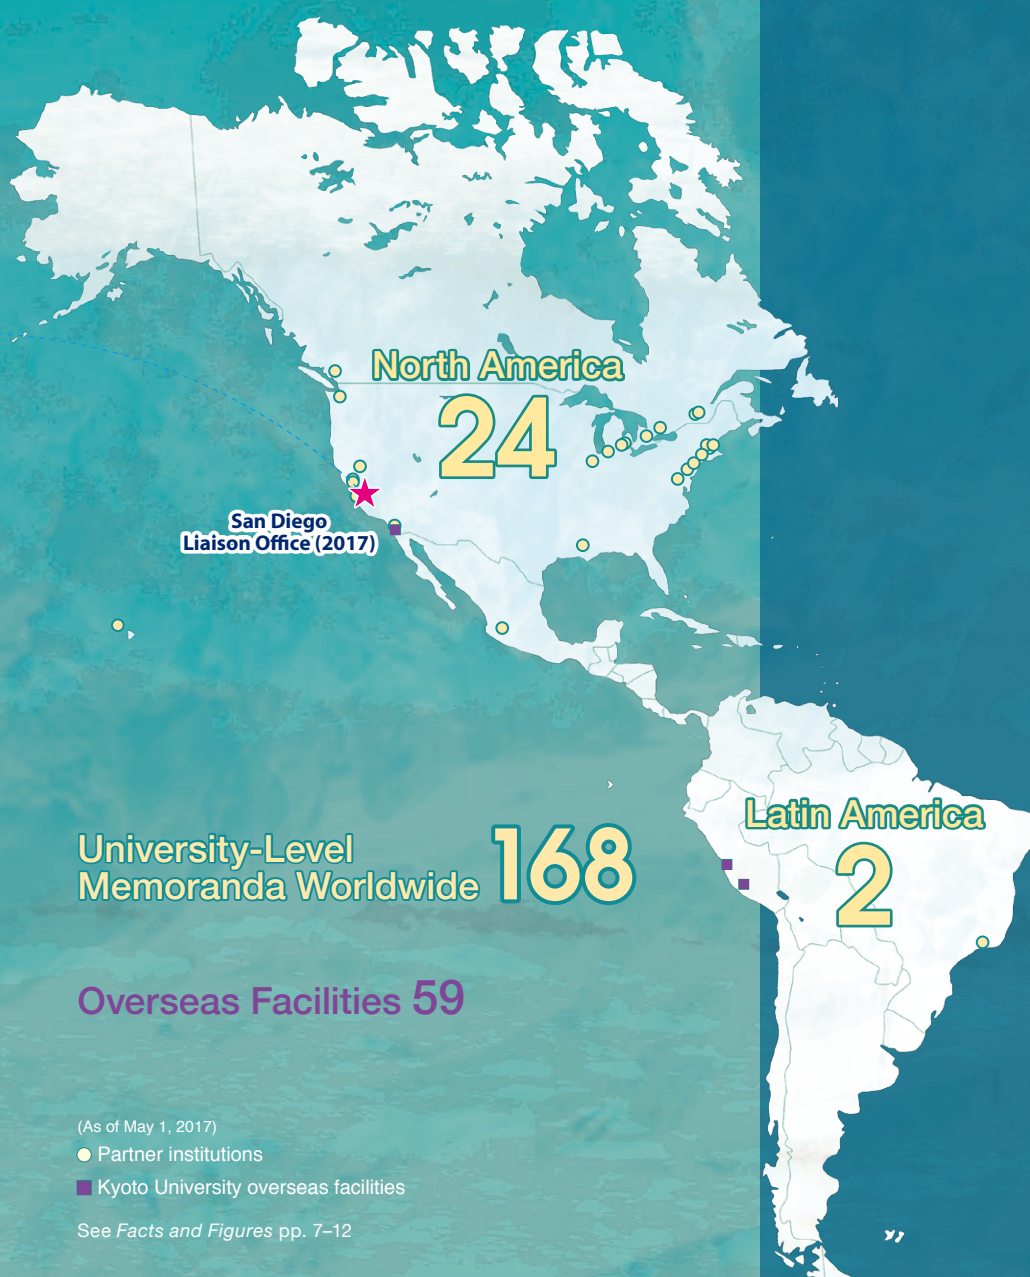 North America
24
San Diego
Liaison Office (2017)
Latin America
2
University-Level
Memoranda Worldwide 168
Overseas Facilities 59
(As of May 1, 2017)
Partner institutions
Kyoto University overseas facilities
See Facts and Figures pp. 7–12